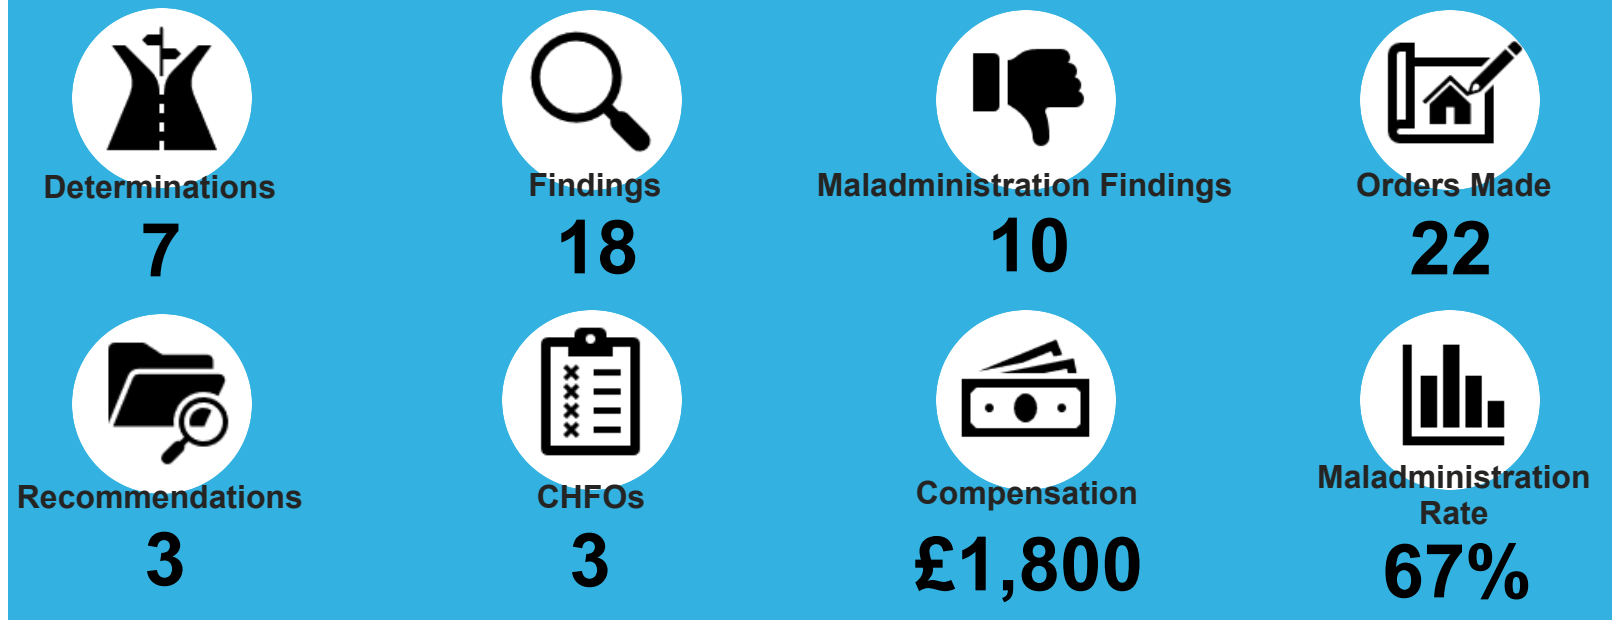 Determinations
7
Findings
18
Maladministration Findings
10
Orders Made
22
Recommendations
3
CHFOs
3
Compensation
£1,800
Maladministration
Rate
67%